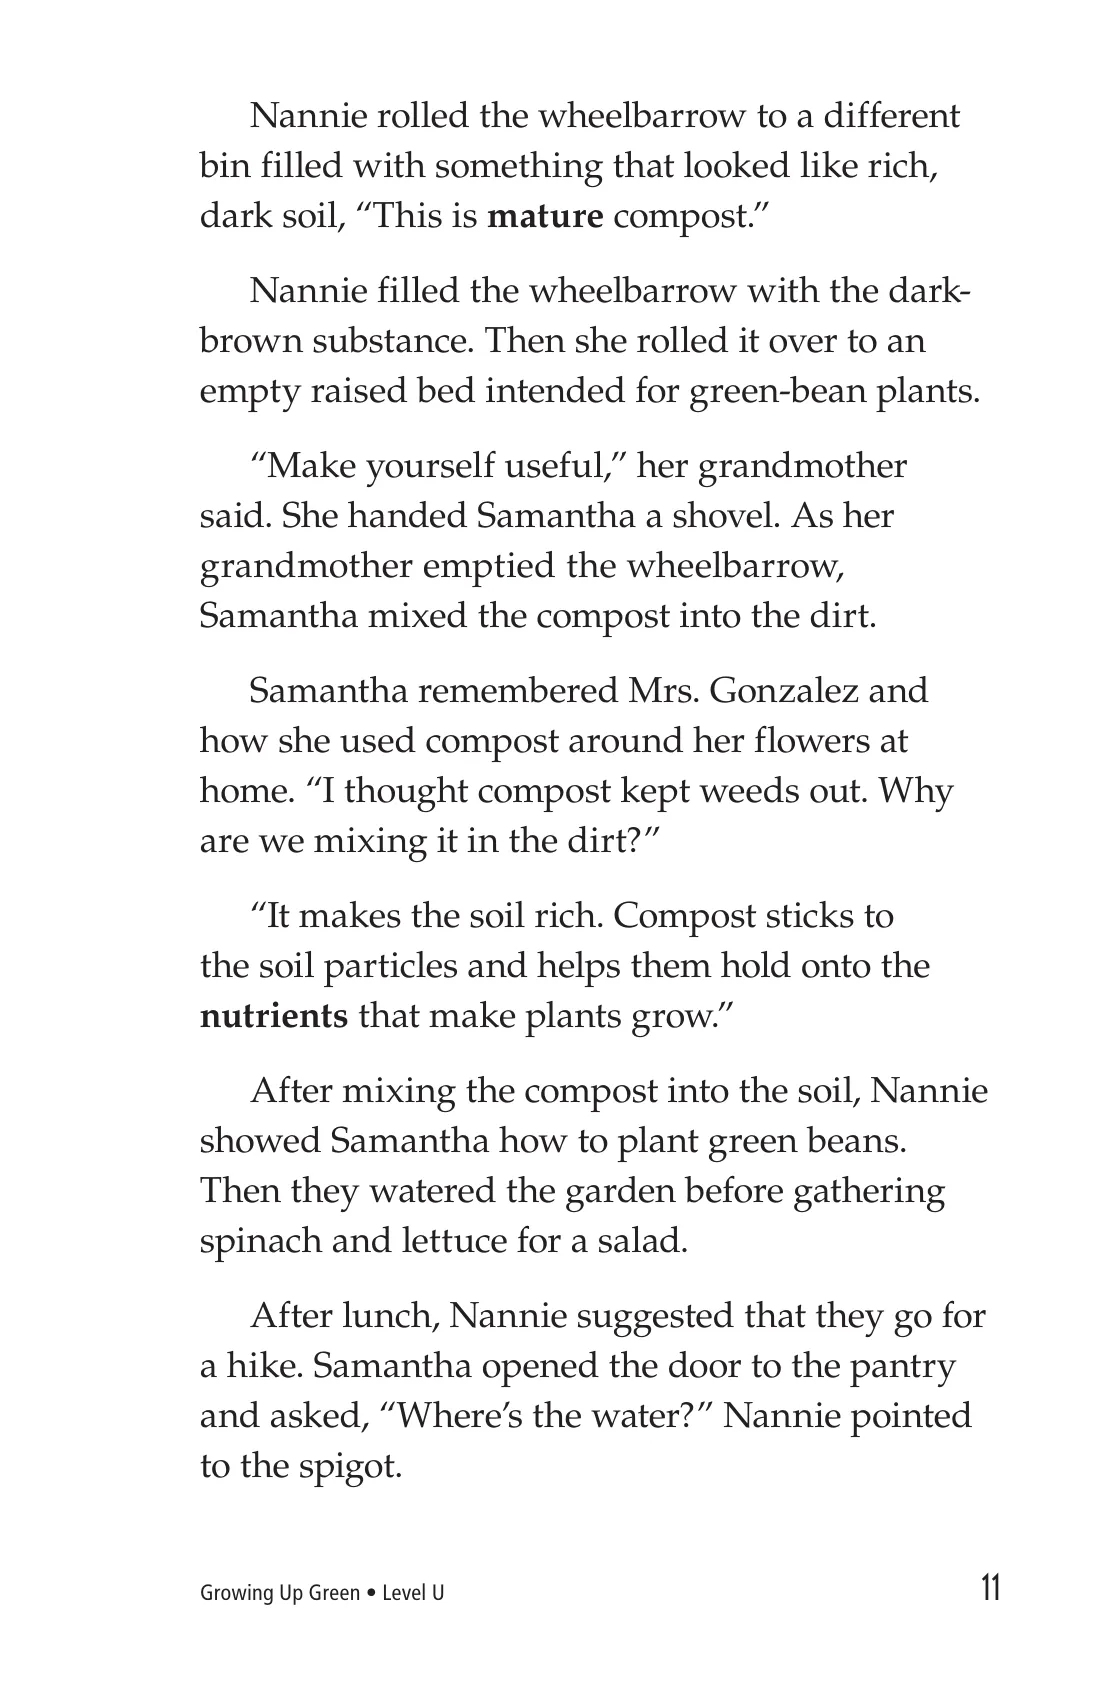 Nannie rolled the wheelbarrow to a different
bin filled with something that looked like rich,
dark soil, “This is mature compost.”
Nannie filled the wheelbarrow with the dark-
brown substance. Then she rolled it over to an
empty raised bed intended for green-bean plants.
“Make yourself useful,” her grandmother
said. She handed Samantha a shovel. As her
grandmother emptied the wheelbarrow,
Samantha mixed the compost into the dirt.
Samantha remembered Mrs. Gonzalez and
how she used compost around her flowers at
home. “I thought compost kept weeds out. Why
are we mixing it in the dirt?”
“It makes the soil rich. Compost sticks to
the soil particles and helps them hold onto the
nutrients that make plants grow.”
After mixing the compost into the soil, Nannie
showed Samantha how to plant green beans.
Then they watered the garden before gathering
spinach and lettuce for a salad.
After lunch, Nannie suggested that they go for
a hike. Samantha opened the door to the pantry
and asked, “Where’s the water?” Nannie pointed
to the spigot.
Growing Up Green • Level U
11